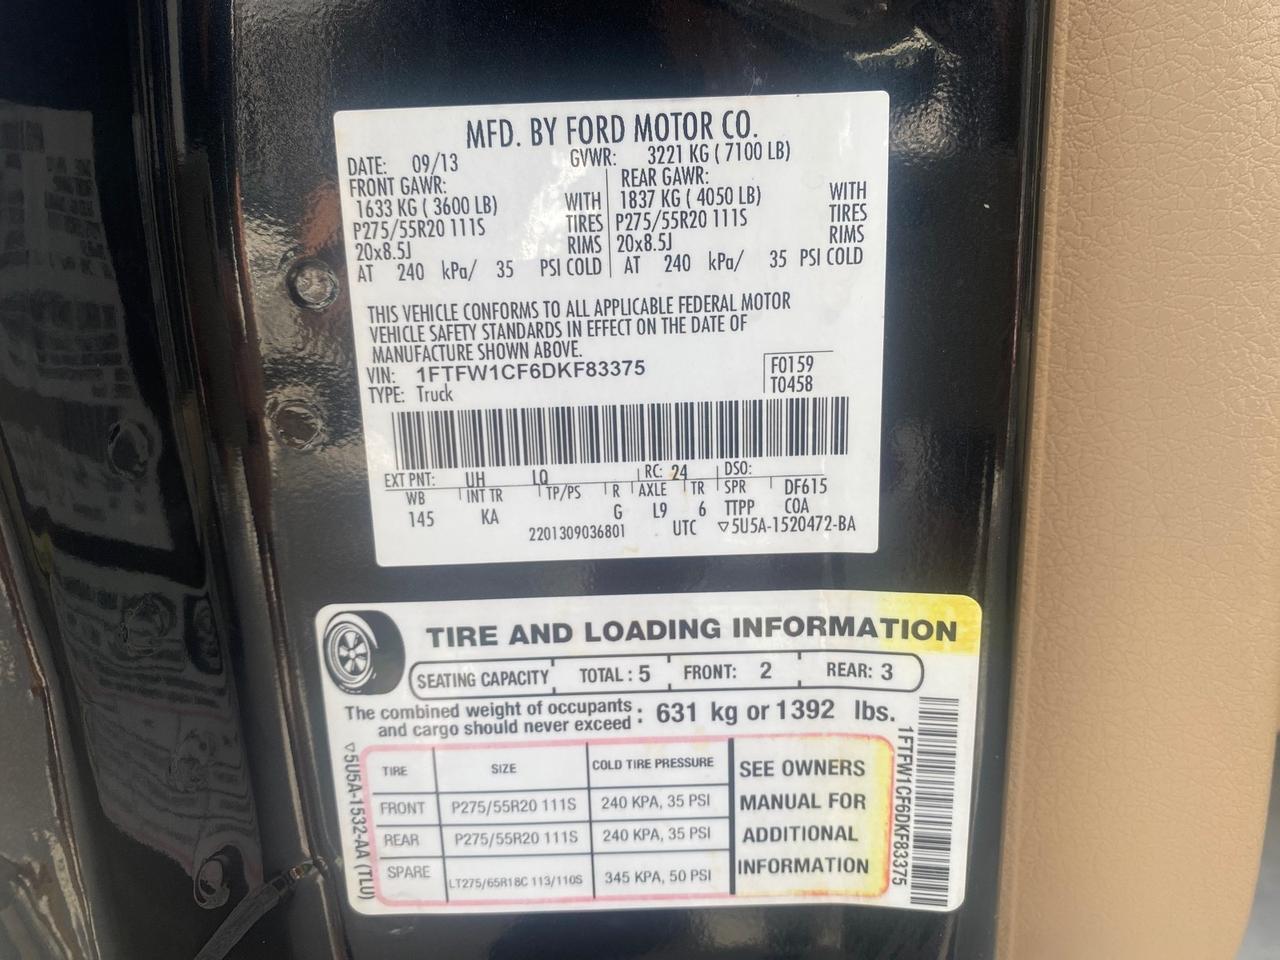 MFD. BY FORD MOTOR CO.
DATE: 09/13 GVWR: 3221 KG ( 7100 LB)
FRONT GAWR: REAR GAWR:
1633 KG ( 3600 LB) WITH 1837 KG ( 4050 LB) WITH
P275/55R20 111S TIRES P275/55R20 111S TIRES
20x8.5J RIMS 20x8.5J RIMS
AT 240 kPa/ 35 PSI COLD AT 240 kPa/ 35 PSI COLD
THIS VEHICLE CONFORMS TO ALL APPLICABLE FEDERAL MOTOR
VEHICLE SAFETY STANDARDS IN EFFECT ON THE DATE OF
MANUFACTURE SHOWN ABOVE.
VIN: 1FTFW1CF6DKF83375 F0159
TYPE: Truck T0458
EXT PNT: UH LQ RC: 24 DSO:
WB INT TR TP/PS R AXLE TR SPR DF615
145 KA G L9 6 TTPP COA
2201309036801 UTC ▽5U5A-1520472-BA
TIRE AND LOADING INFORMATION
SEATING CAPACITY TOTAL : 5 FRONT: 2 REAR: 3
The combined weight of occupants
and cargo should never exceed : 631 kg or 1392 lbs.
TIRE SIZE COLD TIRE PRESSURE
FRONT P275/55R20 111S 240 KPA, 35 PSI
REAR P275/55R20 111S 240 KPA, 35 PSI
SPARE LT275/65R18C 113/110S 345 KPA, 50 PSI
SEE OWNERS
MANUAL FOR
ADDITIONAL
INFORMATION
▽5U5A-1532-AA (TLU)
1FTFW1CF6DKF83375